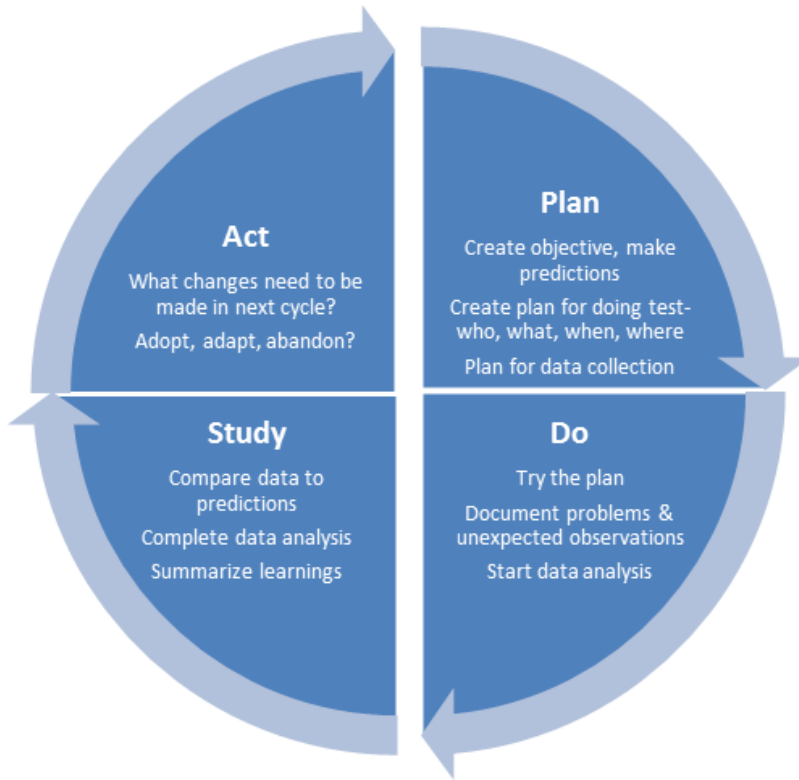 Act
What changes need to be
made in next cycle?
Adopt, adapt, abandon?
Plan
Create objective, make
predictions
Create plan for doing test-
who, what, when, where
Plan for data collection
Study
Compare data to
predictions
Complete data analysis
Summarize learnings
Do
Try the plan
Document problems &
unexpected observations
Start data analysis